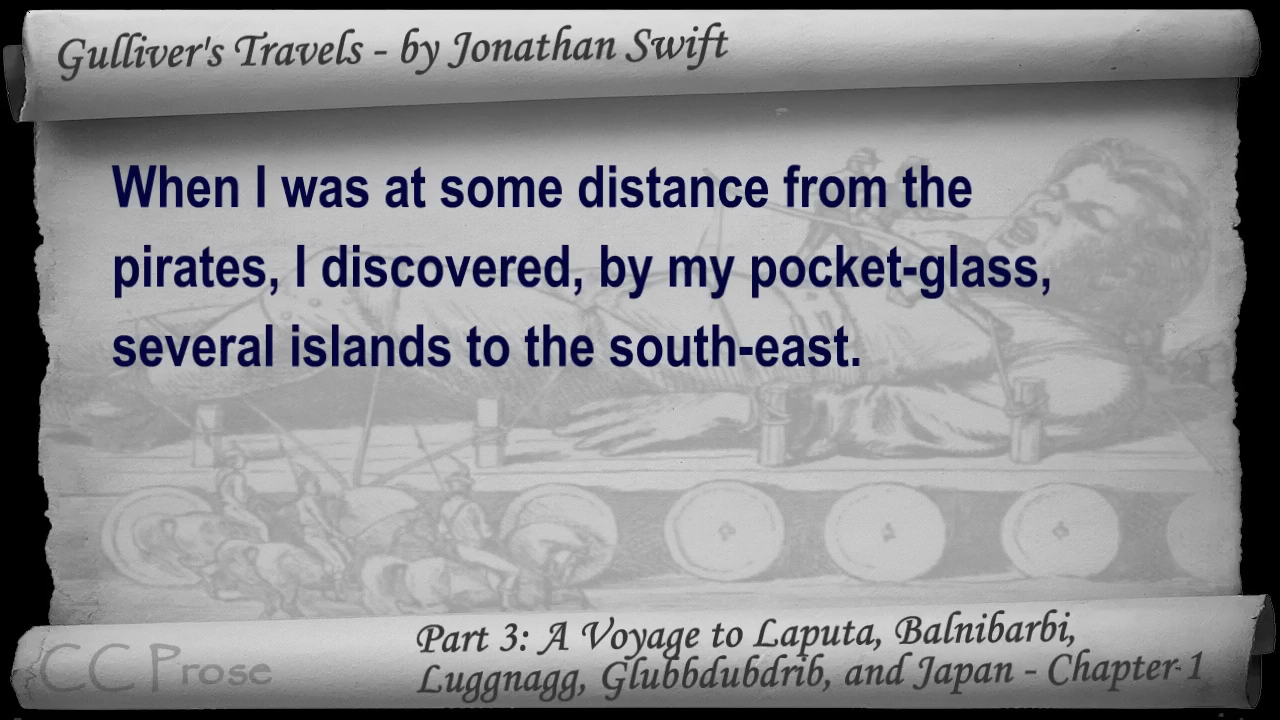 Gulliver's Travels - by Jonathan Swift
When I was at some distance from the
pirates, I discovered, by my pocket-glass,
several islands to the south-east.
CC Prose
Part 3: A Voyage to Laputa, Balnibarbi,
Luggnagg, Glubbdubdrib, and Japan - Chapter 1